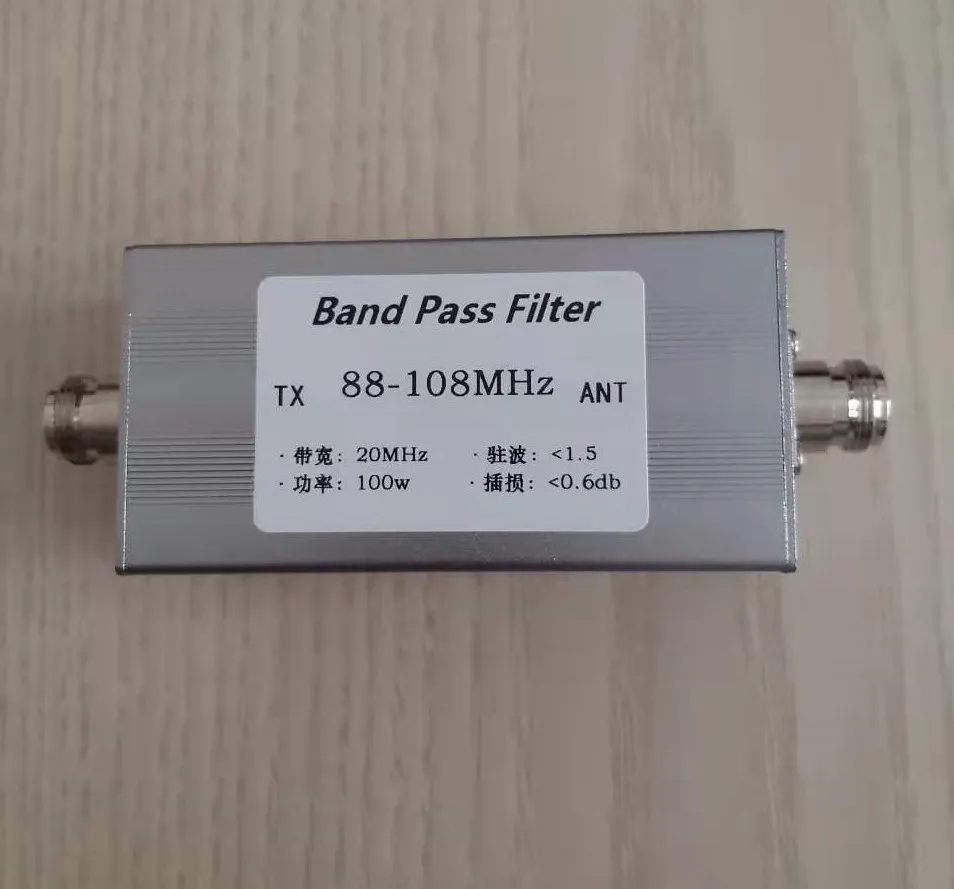 Band Pass Filter
TX 88-108MHz ANT
· 带宽: 20MHz · 驻波: <1.5
· 功率: 100w · 插损: <0.6db